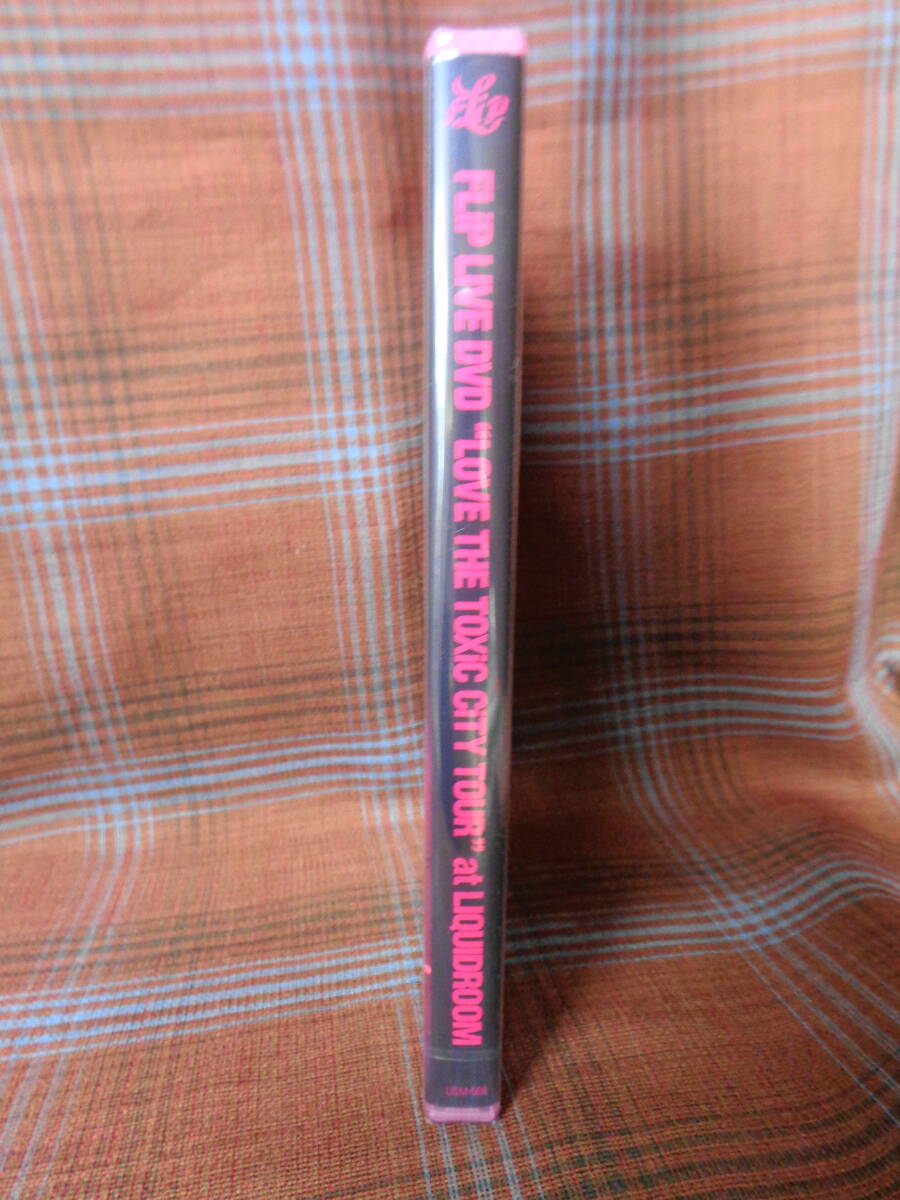 FLiP LiVE DVD "LOVE THE TOXiC CiTY TOUR" at LIQUIDROOM